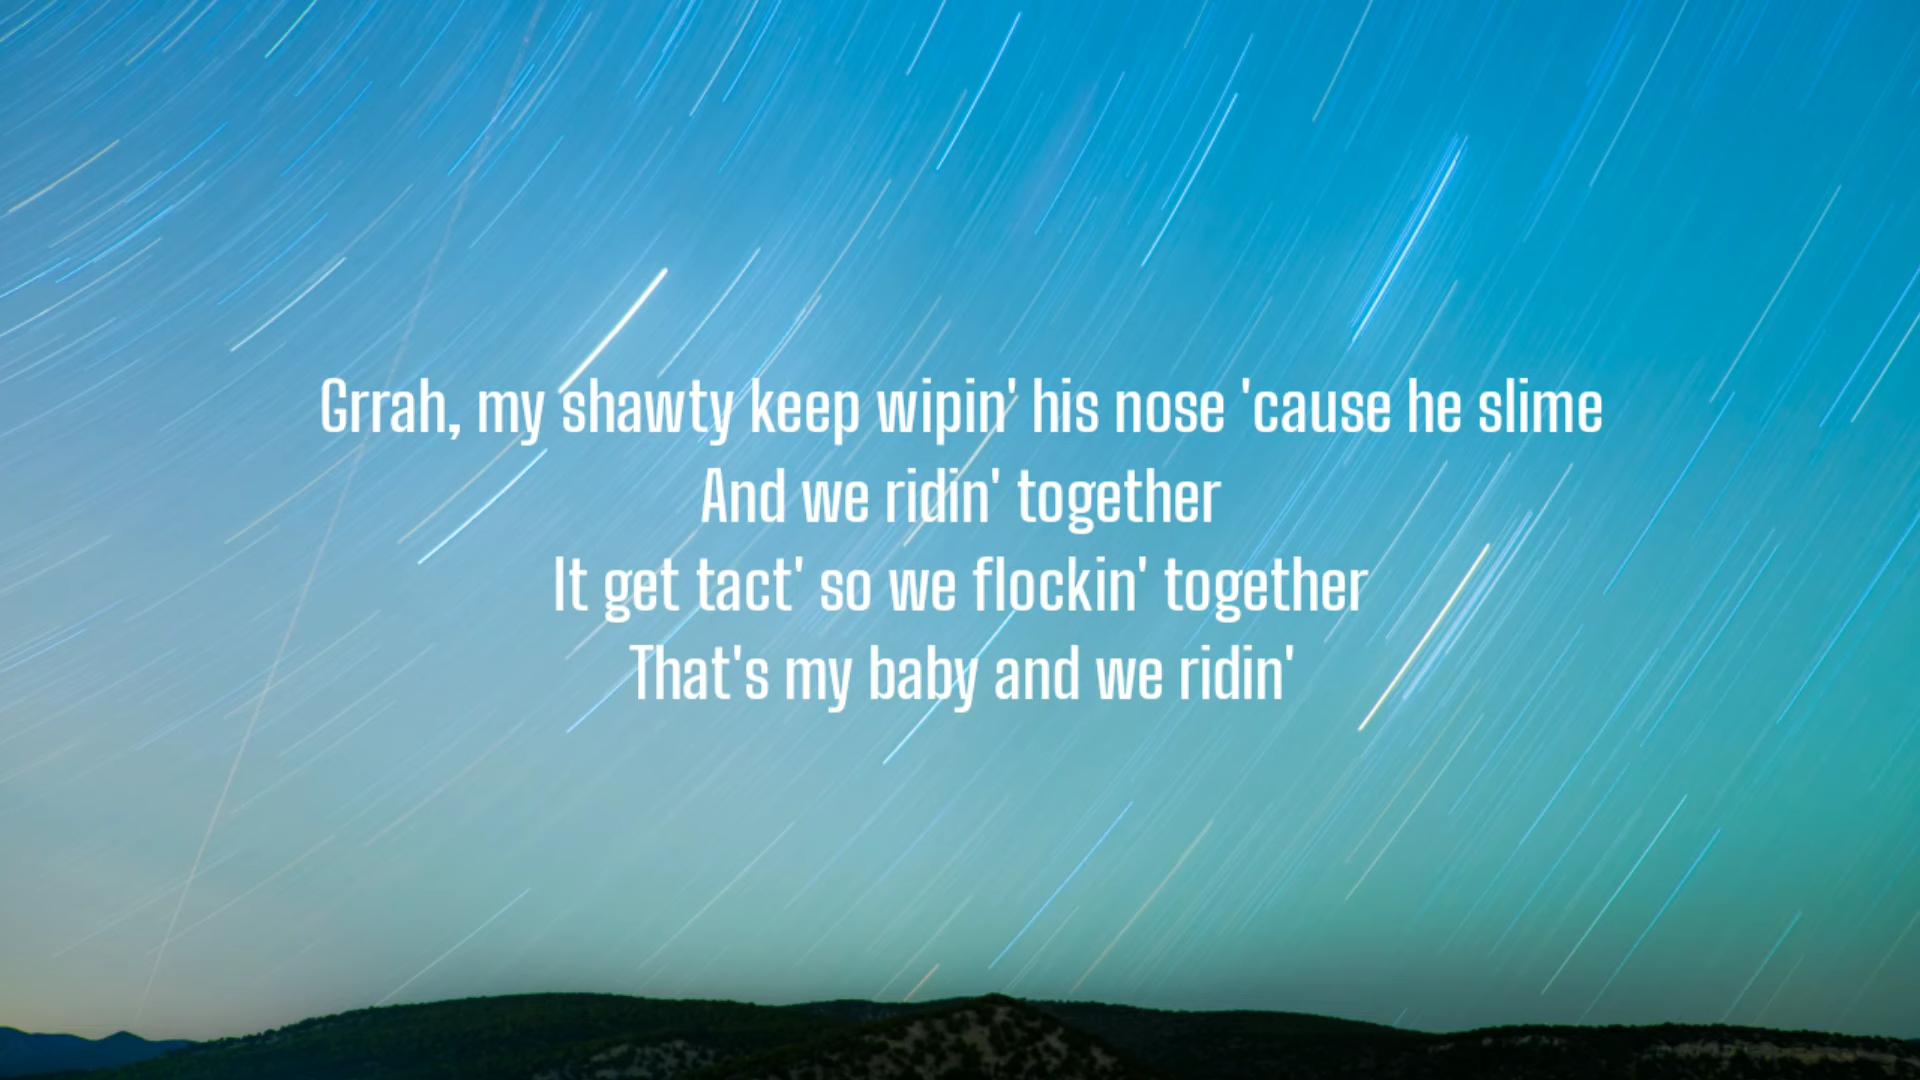 Grrah, my shawty keep wipin' his nose 'cause he slime
And we ridin' together
It get tact' so we flockin' together
That's my baby and we ridin'